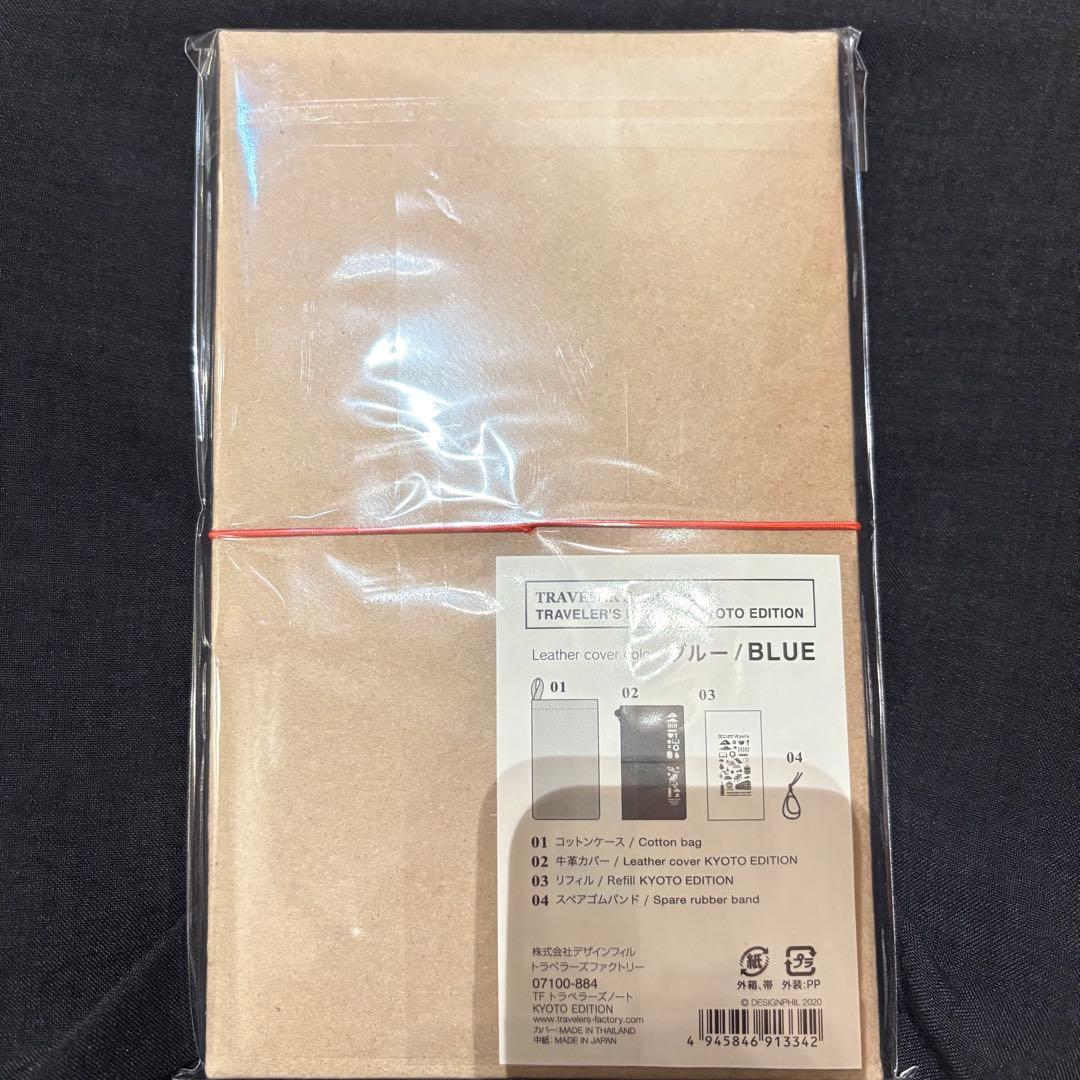 TRAVELER'S KYOTO EDITION
Leather cover color ブルー / BLUE
01
02
03
04
01 コットンケース / Cotton bag
02 牛革カバー / Leather cover KYOTO EDITION
03 リフィル / Refill KYOTO EDITION
04 スペアゴムバンド / Spare rubber band
株式会社デザインフィル
トラベラーズファクトリー
07100-884
TF トラベラーズノート
KYOTO EDITION
www.travelers-factory.com
カバー:MADE IN THAILAND
中紙:MADE IN JAPAN
紙
外箱、帯
プラ
外装:PP
© DESIGNPHIL 2020
4 945846 913342